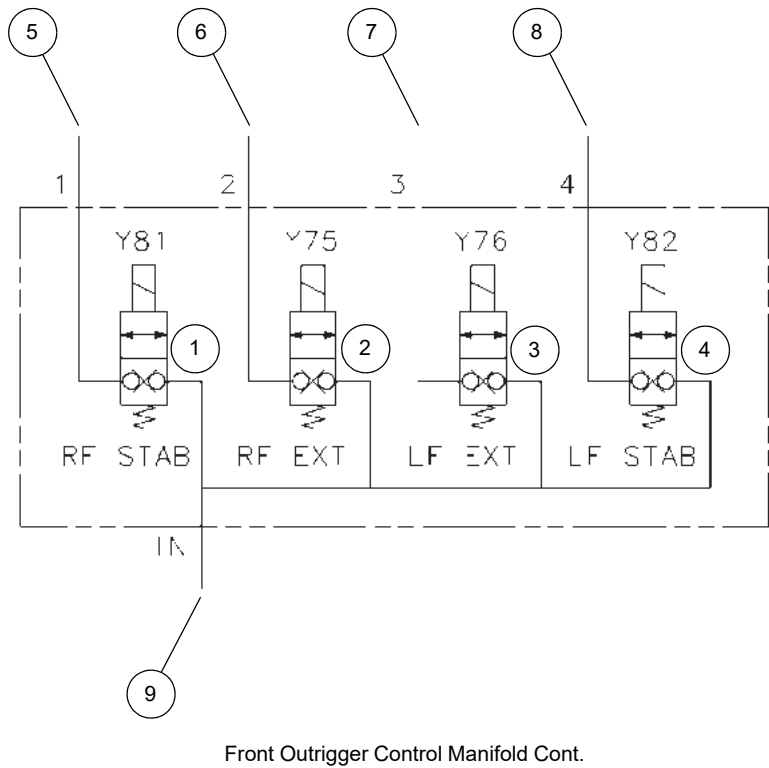 5 6 7 8
1 2 3 4
Y81 Y75 Y76 Y82
1 2 3 4
RF STAB RF EXT LF EXT LF STAB
IN
9
Front Outrigger Control Manifold Cont.